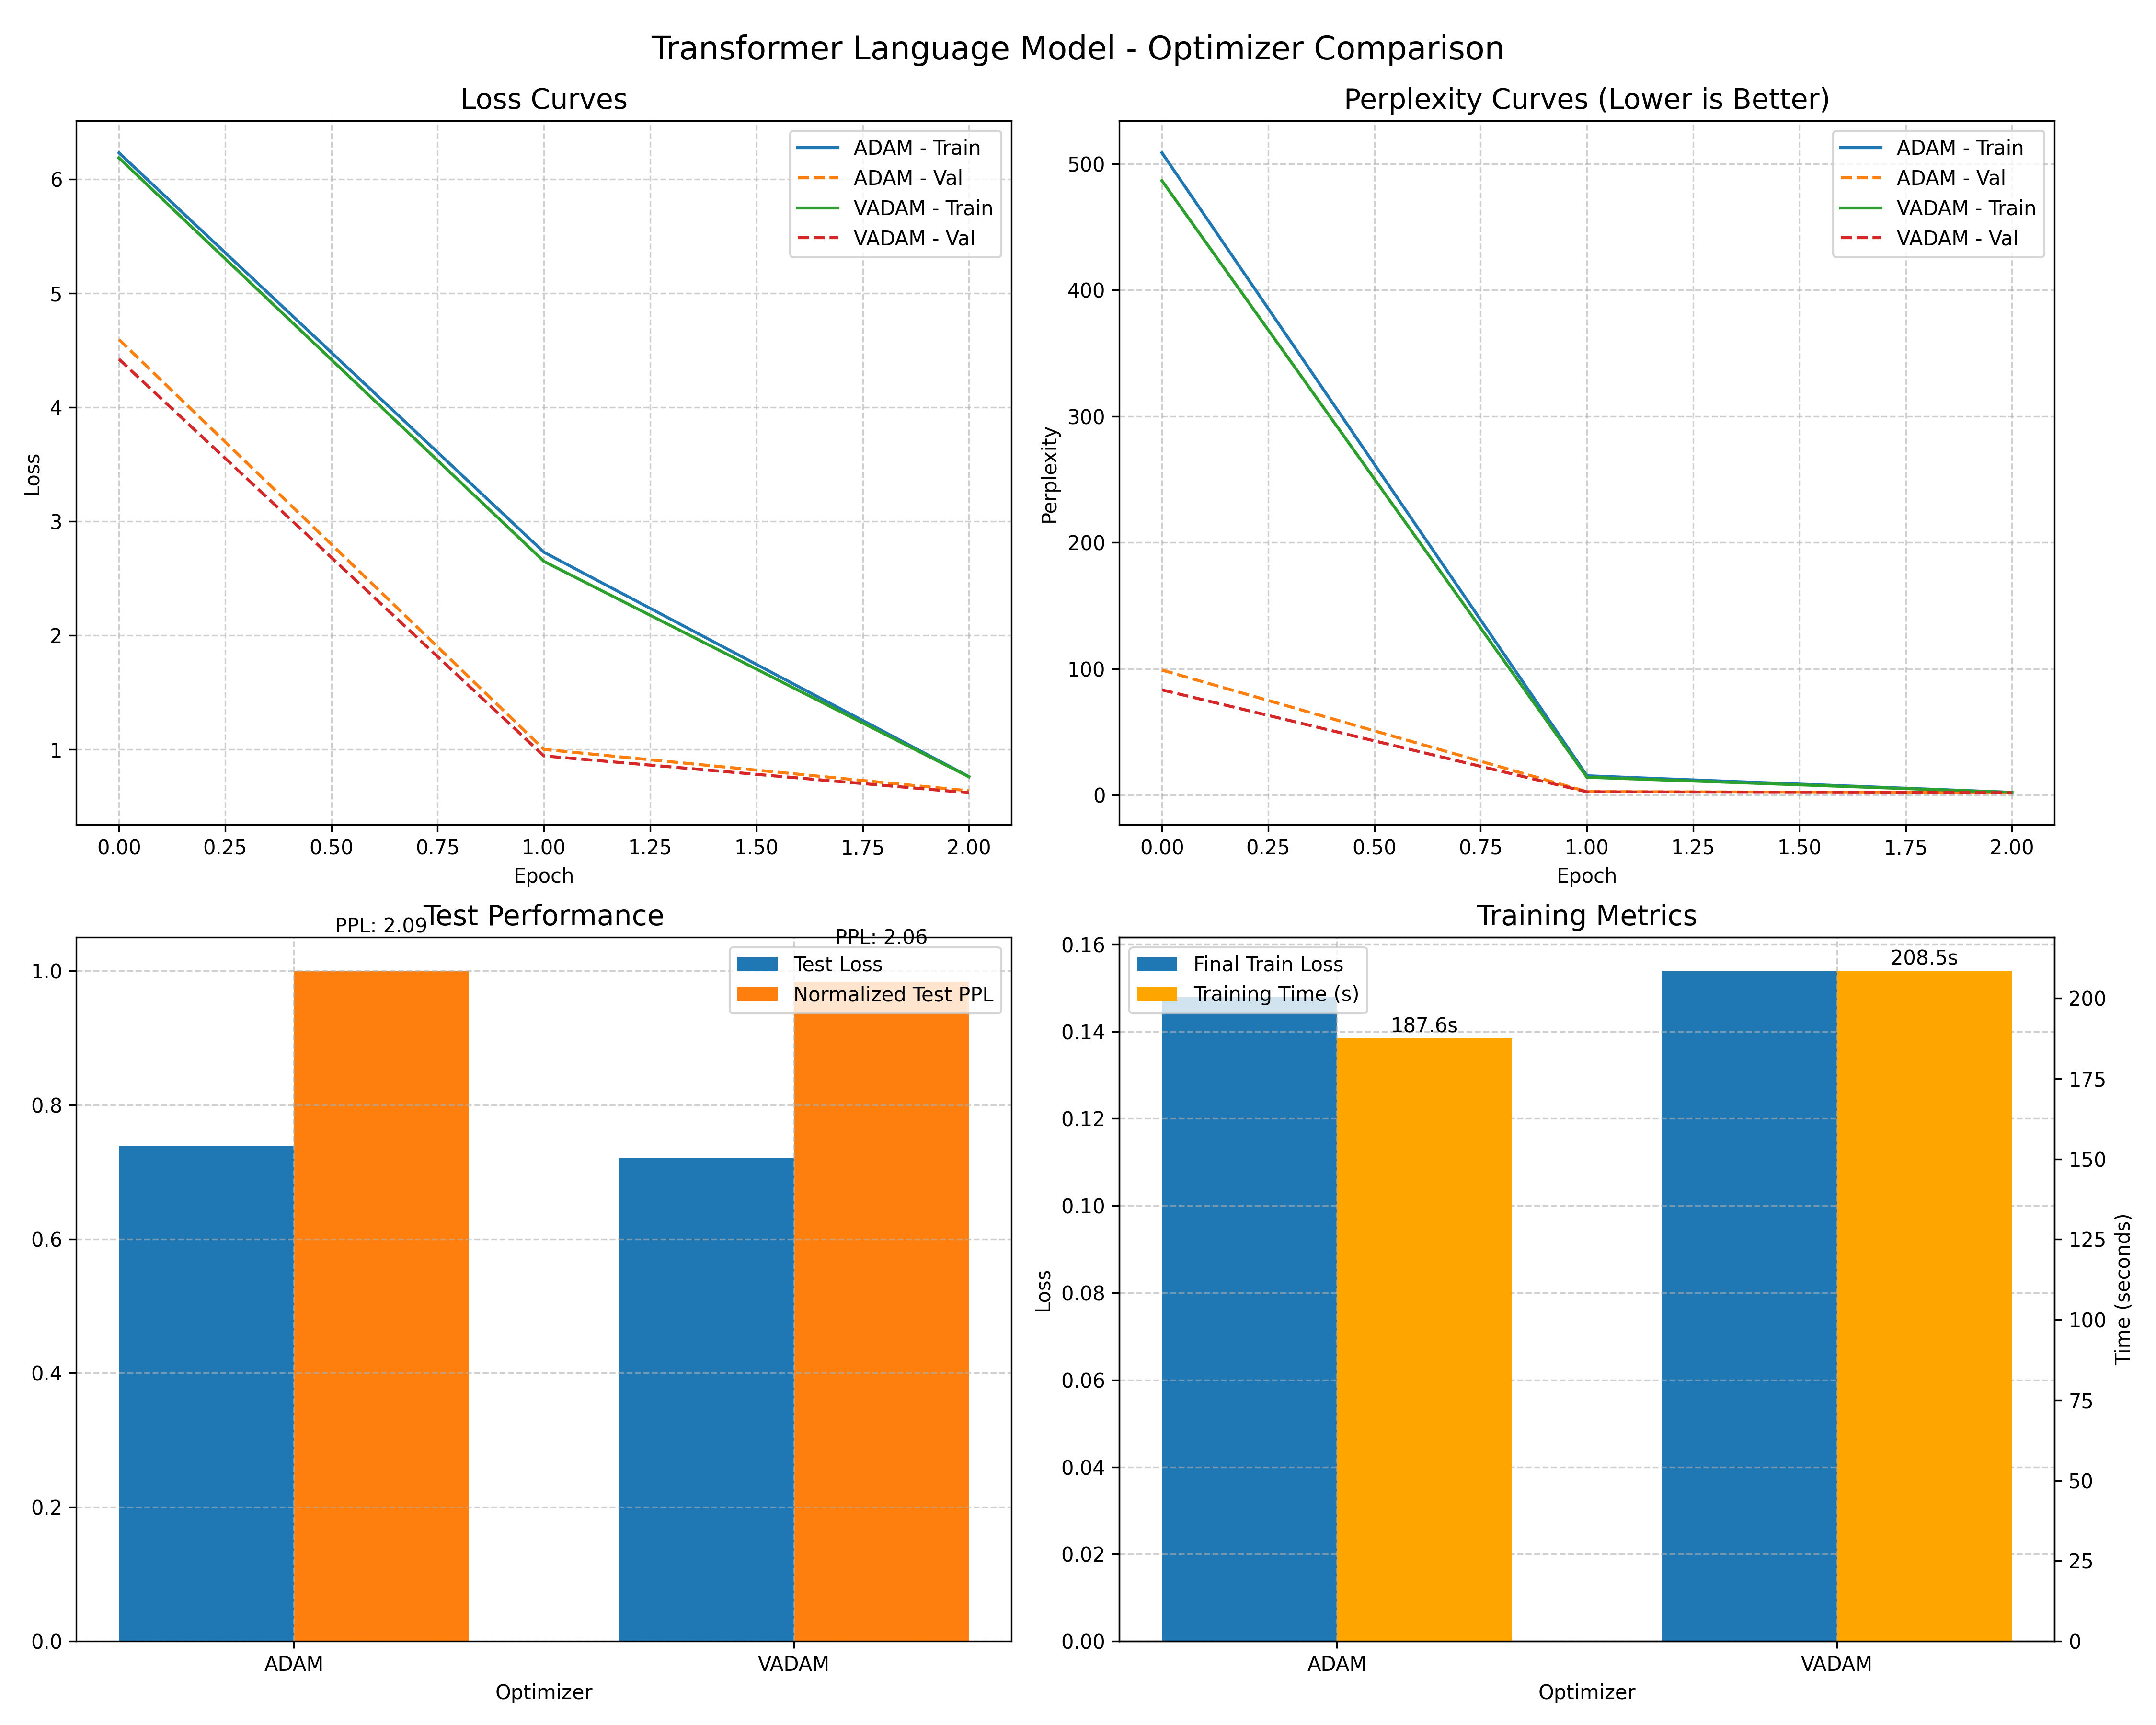 Transformer Language Model - Optimizer Comparison
Loss Curves
6
5
4
3
2
1
Loss
0.00 0.25 0.50 0.75 1.00 1.25 1.50 1.75 2.00
Epoch
ADAM - Train
ADAM - Val
VADAM - Train
VADAM - Val
Perplexity Curves (Lower is Better)
500
400
300
200
100
0
Perplexity
0.00 0.25 0.50 0.75 1.00 1.25 1.50 1.75 2.00
Epoch
ADAM - Train
ADAM - Val
VADAM - Train
VADAM - Val
Test Performance
PPL: 2.09
PPL: 2.06
Test Loss
Normalized Test PPL
1.0
0.8
0.6
0.4
0.2
0.0
ADAM VADAM
Optimizer
Training Metrics
Final Train Loss
Training Time (s)
187.6s
208.5s
0.16
0.14
0.12
0.10
0.08
0.06
0.04
0.02
0.00
Loss
200
175
150
125
100
75
50
25
0
Time (seconds)
ADAM VADAM
Optimizer